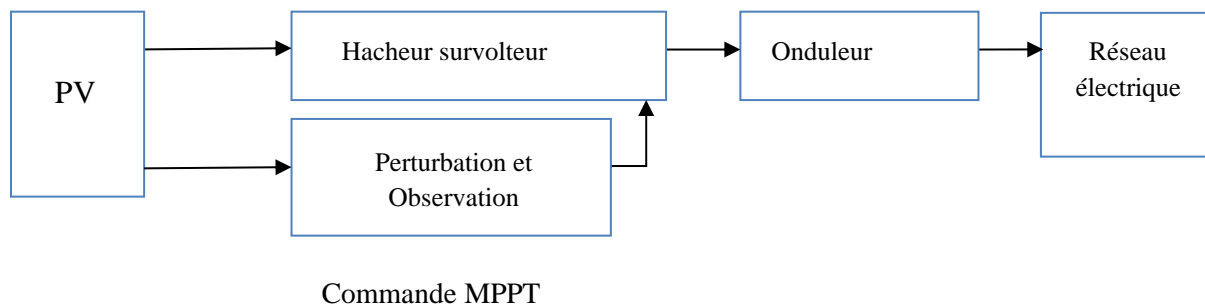 PV
Hacheur survolteur
Onduleur
Réseau
électrique
Perturbation et
Observation
Commande MPPT